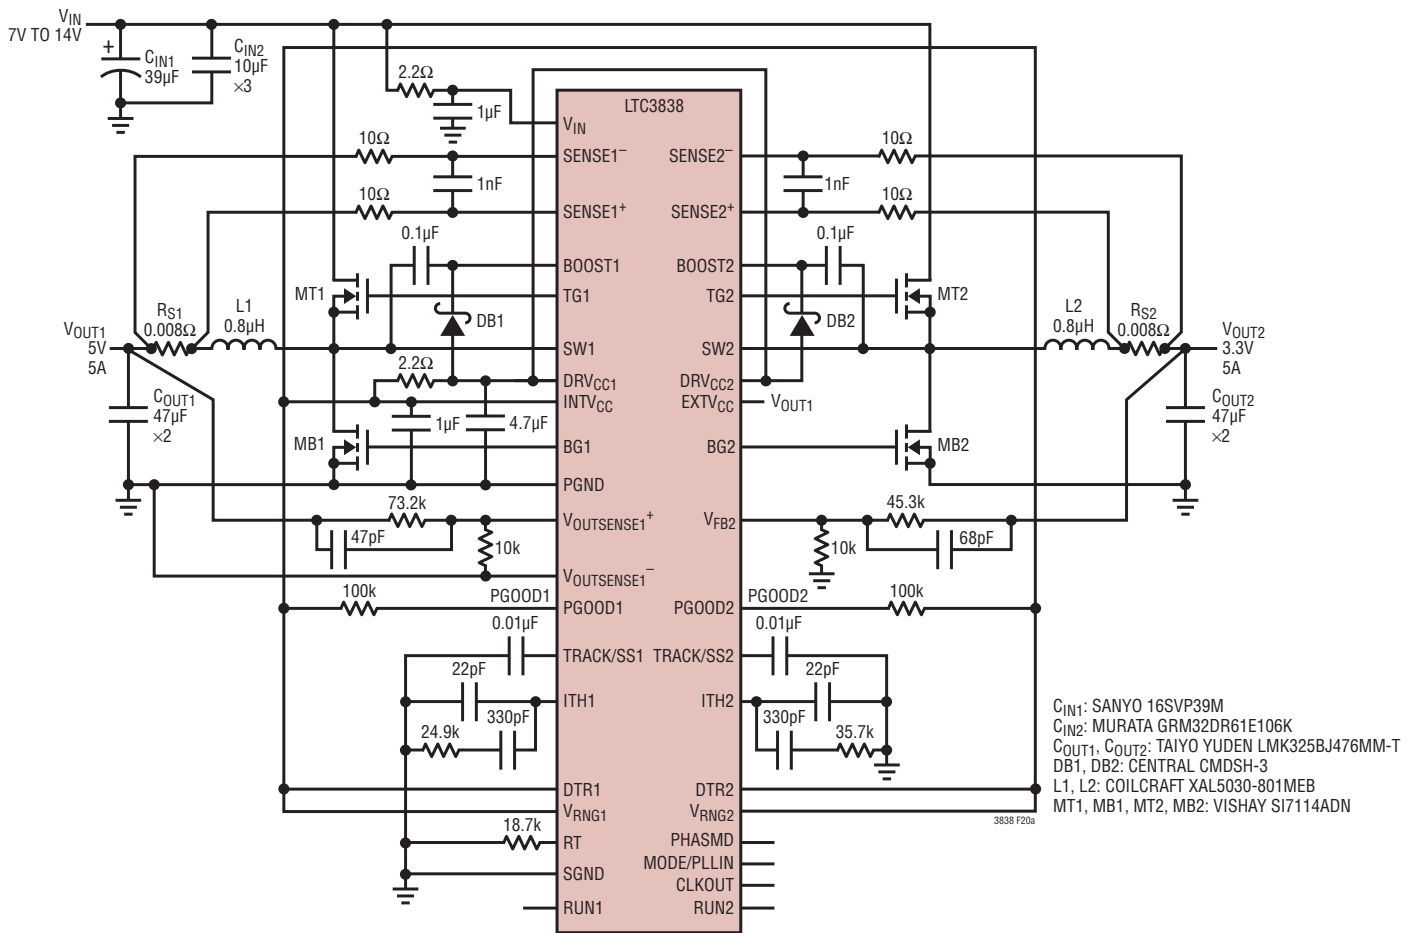 VIN
7V TO 14V
+
CIN1
39µF
CIN2
10µF
×3
2.2Ω
1µF
LTC3838
VIN
10Ω
SENSE1–
1nF
10Ω
SENSE1+
SENSE2–
10Ω
1nF
SENSE2+
10Ω
0.1µF
BOOST1
BOOST2
0.1µF
MT1
TG1
TG2
MT2
DB1
DB2
VOUT1
5V
5A
RS1
0.008Ω
L1
0.8µH
SW1
SW2
L2
0.8µH
RS2
0.008Ω
VOUT2
3.3V
5A
2.2Ω
DRVCC1
DRVCC2
INTVCC
EXTVCC
VOUT1
COUT1
47µF
×2
1µF
4.7µF
COUT2
47µF
×2
MB1
BG1
BG2
MB2
PGND
73.2k
VOUTSENSE1+
47pF
10k
VFB2
45.3k
10k
68pF
VOUTSENSE1–
100k
PGOOD1
PGOOD1
PGOOD2
PGOOD2
100k
0.01µF
TRACK/SS1
TRACK/SS2
0.01µF
22pF
ITH1
ITH2
22pF
330pF
24.9k
330pF
35.7k
DTR1
DTR2
VRNG1
VRNG2
18.7k
RT
PHASMD
MODE/PLLIN
SGND
CLKOUT
RUN1
RUN2
3838 F20a
CIN1: SANYO 16SVP39M
CIN2: MURATA GRM32DR61E106K
COUT1, COUT2: TAIYO YUDEN LMK325BJ476MM-T
DB1, DB2: CENTRAL CMDSH-3
L1, L2: COILCRAFT XAL5030-801MEB
MT1, MB1, MT2, MB2: VISHAY SI7114ADN